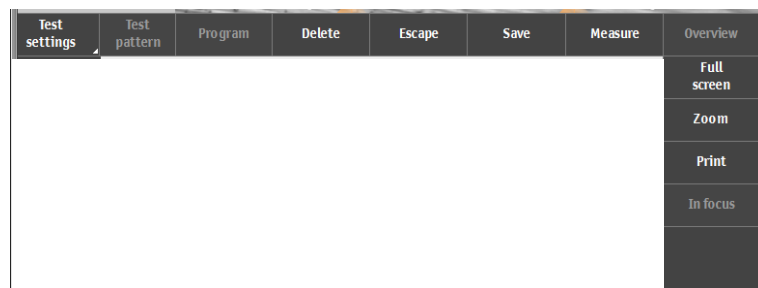 Test settings
Test pattern
Program
Delete
Escape
Save
Measure
Overview
Full screen
Zoom
Print
In focus